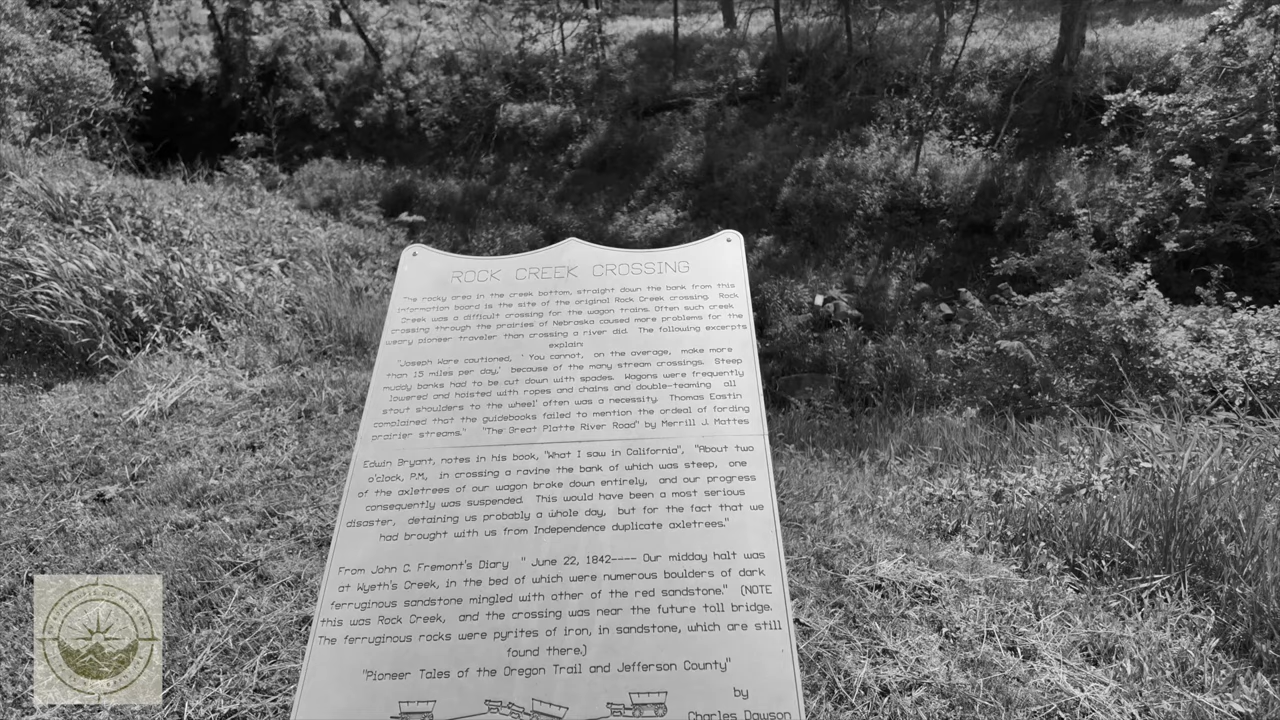 ROCK CREEK CROSSING
The rocky area in the creek bottom, straight down the bank from this
information board is the site of the original Rock Creek crossing. Rock
Creek was a difficult crossing for the wagon trains. Often such creek
crossing through the prairies of Nebraska caused more problems for the
weary pioneer traveler than crossing a river did. The following excerpts
explain:
"Joseph Ware cautioned, 'You cannot, on the average, make more
than 15 miles per day,' because of the many stream crossings. Steep
muddy banks had to be cut down with spades. Wagons were frequently
lowered and hoisted with ropes and chains and double-teaming all
stout shoulders to the wheel' often was a necessity. Thomas Eastin
complained that the guidebooks failed to mention the ordeal of fording
prairier streams." "The Great Platte River Road" by Merrill J. Mattes
Edwin Bryant, notes in his book, "What I saw in California", "About two
o'clock, P.M., in crossing a ravine the bank of which was steep, one
of the axletrees of our wagon broke down entirely, and our progress
consequently was suspended. This would have been a most serious
disaster, detaining us probably a whole day, but for the fact that we
had brought with us from Independence duplicate axletrees."
From John C. Fremont's Diary " June 22, 1842---- Our midday halt was
at Wyeth's Creek, in the bed of which were numerous boulders of dark
ferruginous sandstone mingled with other of the red sandstone." (NOTE
this was Rock Creek, and the crossing was near the future toll bridge.
The ferruginous rocks were pyrites of iron, in sandstone, which are still
found there.)
"Pioneer Tales of the Oregon Trail and Jefferson County"
by
Charles Dawson